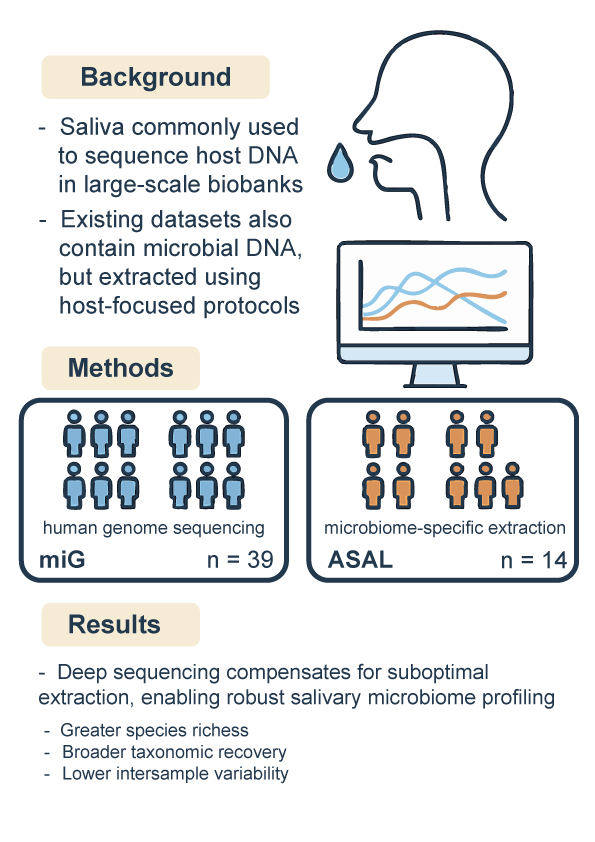 Background
- Saliva commonly used
to sequence host DNA
in large-scale biobanks
- Existing datasets also
contain microbial DNA,
but extracted using
host-focused protocols
Methods
human genome sequencing
miG n = 39
microbiome-specific extraction
ASAL n = 14
Results
- Deep sequencing compensates for suboptimal
extraction, enabling robust salivary microbiome profiling
- Greater species richess
- Broader taxonomic recovery
- Lower intersample variability